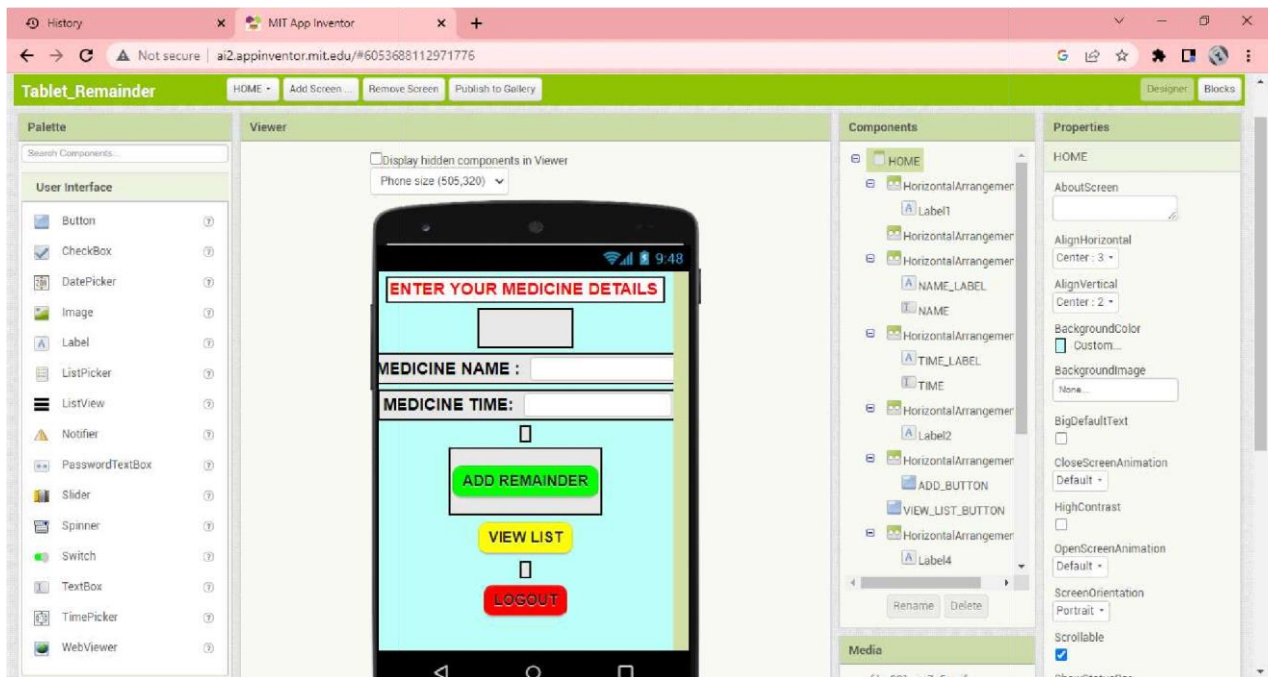 History
MIT App Inventor
Not secure | ai2.appinventor.mit.edu/#6053688112971776
Tablet_Remainder
HOME
Add Screen ...
Remove Screen
Publish to Gallery
Designer
Blocks
Palette
Search Components...
User Interface
Button
CheckBox
DatePicker
Image
Label
ListPicker
ListView
Notifier
PasswordTextBox
Slider
Spinner
Switch
TextBox
TimePicker
WebViewer
Viewer
Display hidden components in Viewer
Phone size (505,320)
9:48
ENTER YOUR MEDICINE DETAILS
MEDICINE NAME :
MEDICINE TIME:
ADD REMAINDER
VIEW LIST
LOGOUT
Components
HOME
HorizontalArrangemer
Label1
HorizontalArrangemer
HorizontalArrangemer
NAME_LABEL
NAME
HorizontalArrangemer
TIME_LABEL
TIME
HorizontalArrangemer
Label2
HorizontalArrangemer
ADD_BUTTON
VIEW_LIST_BUTTON
HorizontalArrangemer
Label4
Rename
Delete
Media
Properties
HOME
AboutScreen
AlignHorizontal
Center : 3
AlignVertical
Center : 2
BackgroundColor
Custom...
BackgroundImage
None...
BigDefaultText
CloseScreenAnimation
Default
HighContrast
OpenScreenAnimation
Default
ScreenOrientation
Portrait
Scrollable